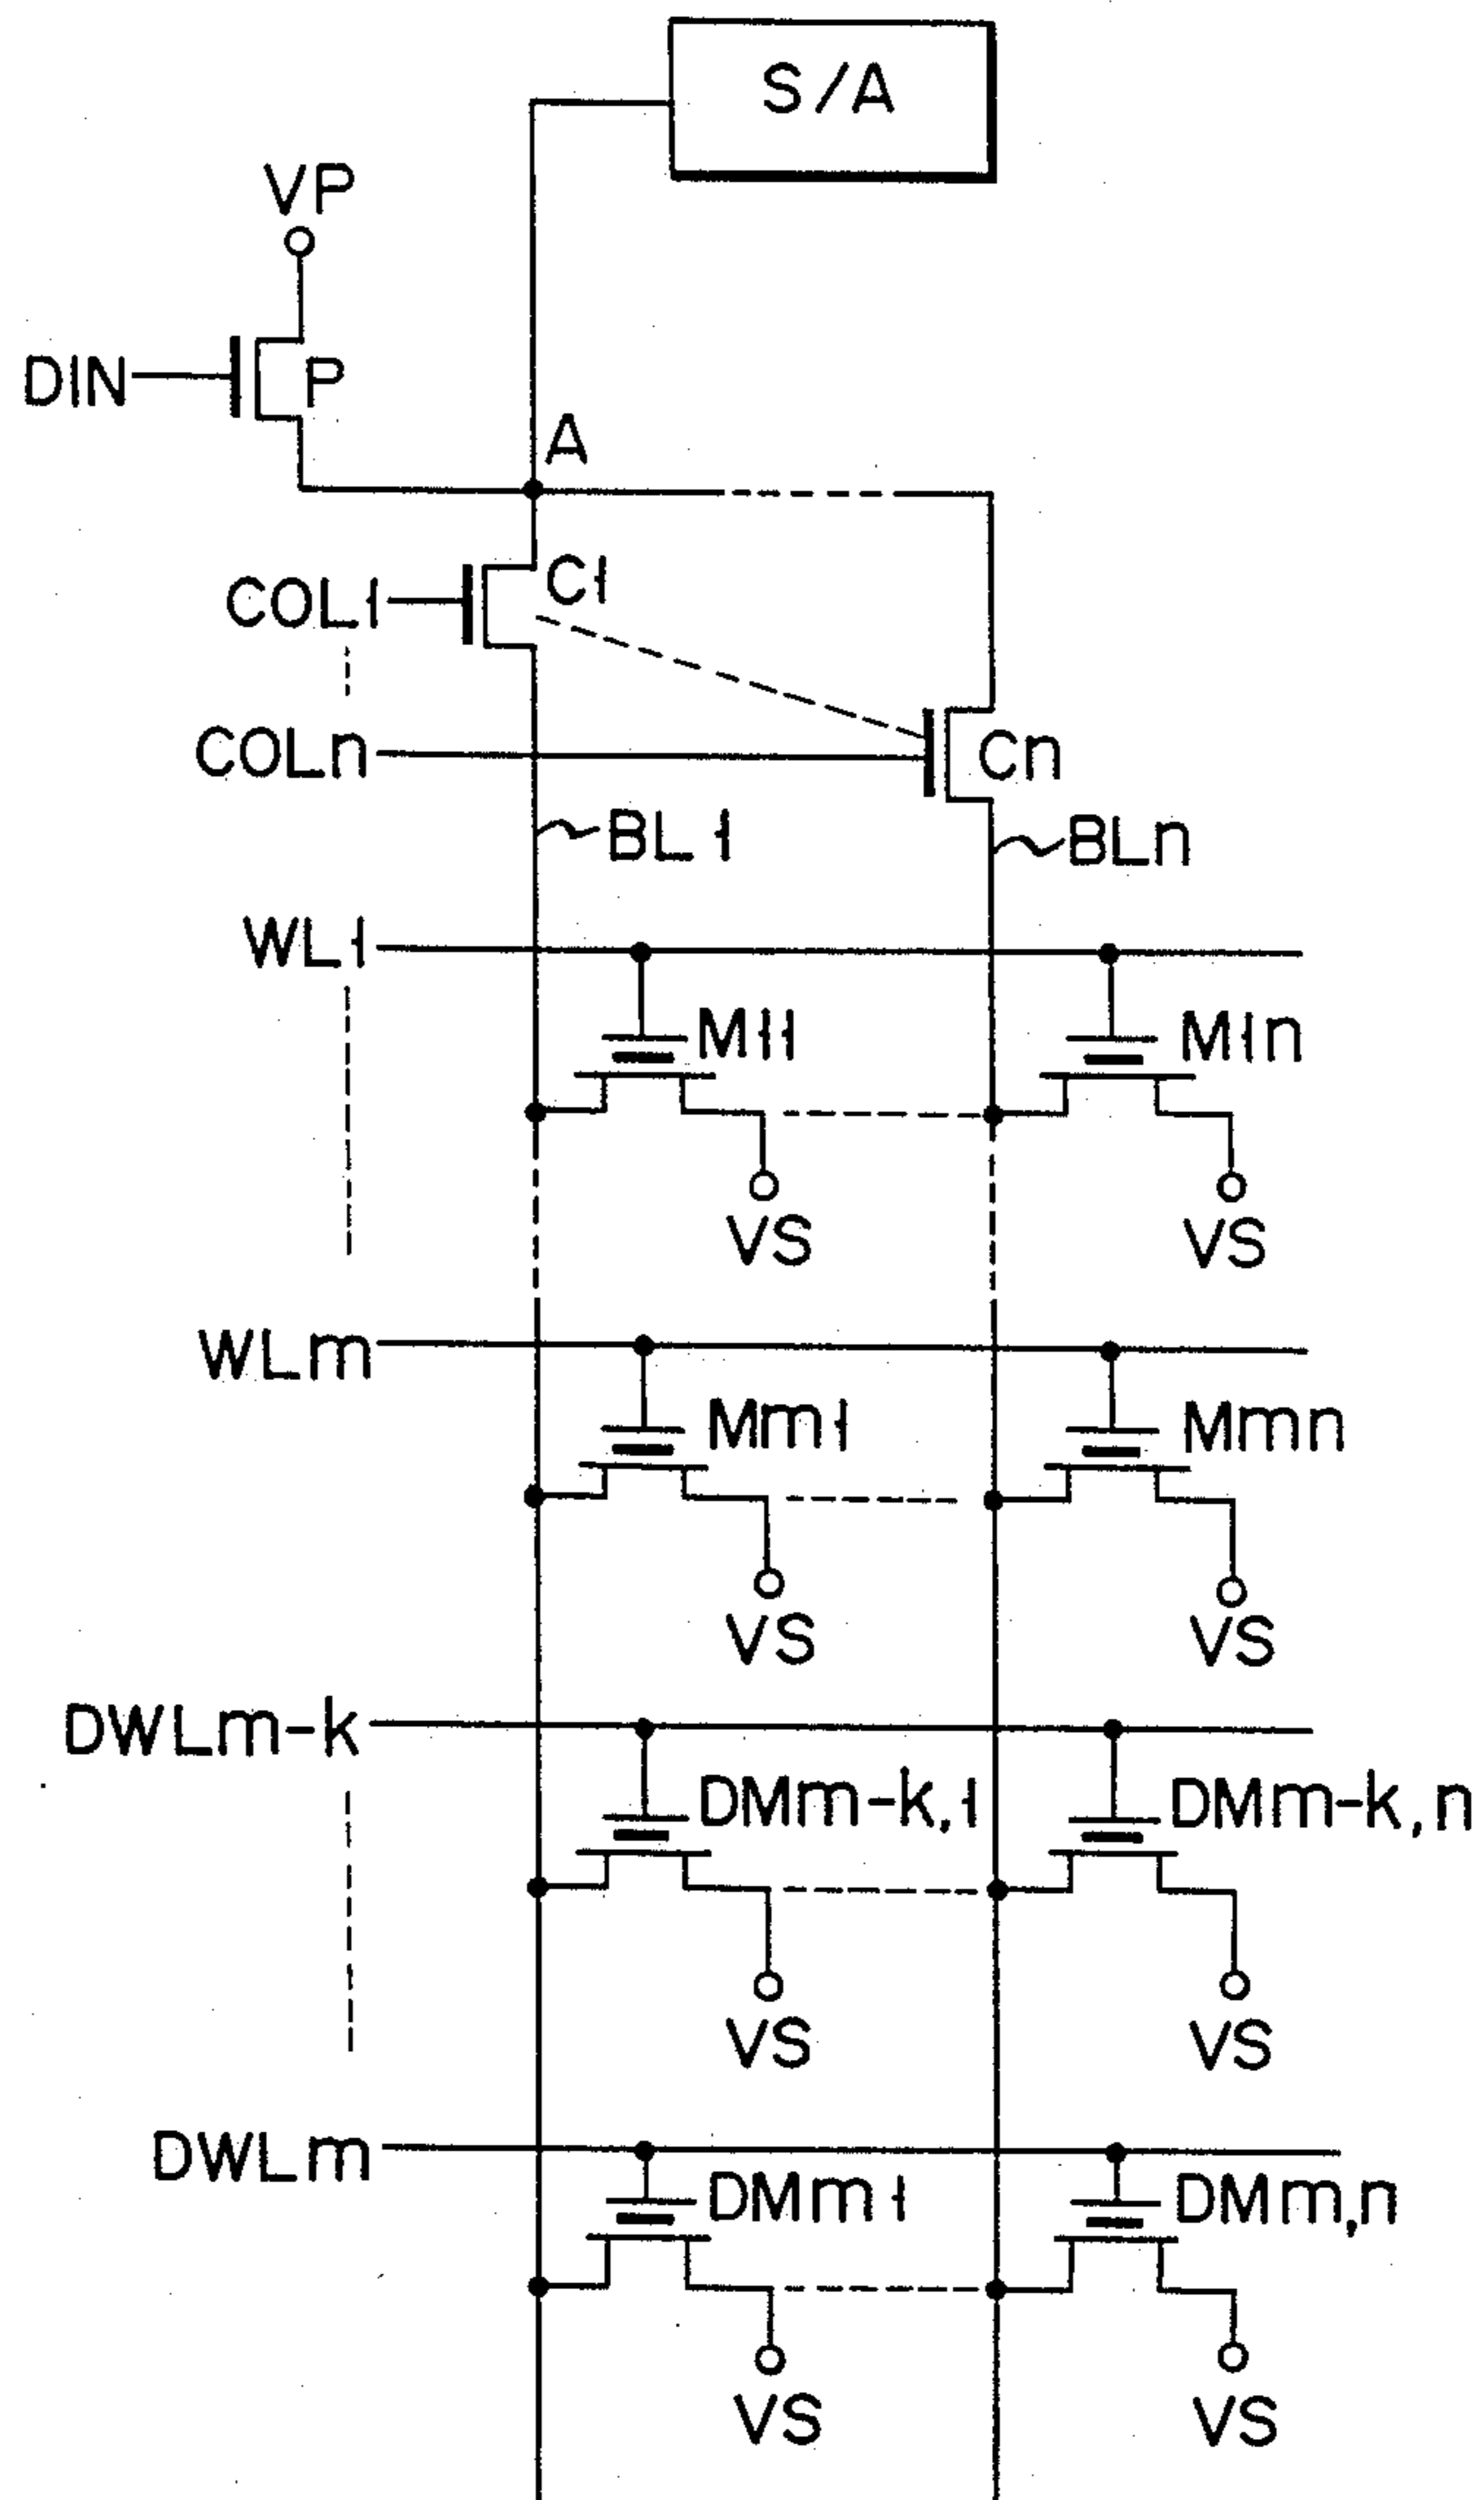 S/A
VP
DIN
P
A
COL1
C1
COLn
Cn
BL1
BLn
WL1
M11
M1n
VS
VS
WLm
Mm1
Mmn
VS
VS
DWLm-k
DMm-k,1
DMm-k,n
VS
VS
DWLm
DMm1
DMm,n
VS
VS